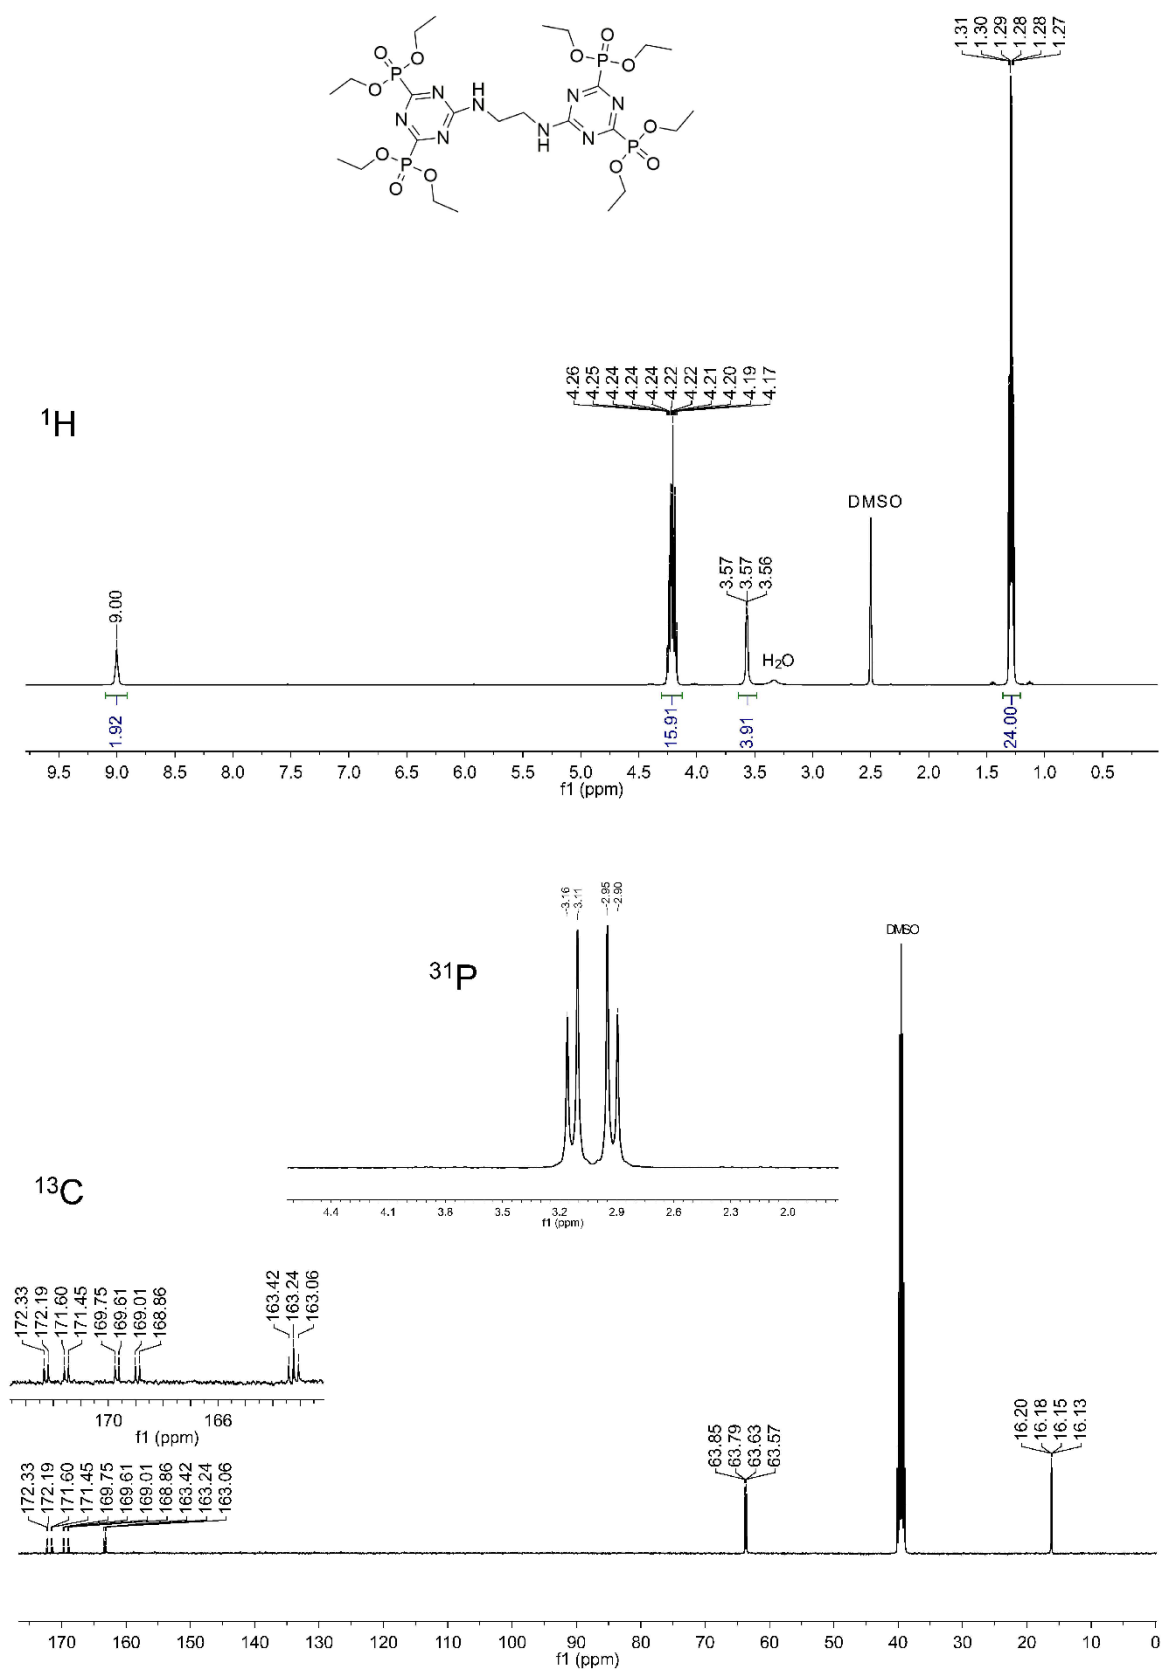 1.31 1.30 1.29 1.28 1.28 1.27
O O P O O O P O
N N N H N N N
H N N N N
O P O O O P O O
4.26 4.25 4.24 4.24 4.24 4.22 4.22 4.21 4.20 4.19 4.17
¹H
DMSO
3.57 3.57 3.56
9.00
H₂O
1.92 15.91 3.91 24.00
9.5 9.0 8.5 8.0 7.5 7.0 6.5 6.0 5.5 5.0 4.5 4.0 3.5 3.0 2.5 2.0 1.5 1.0 0.5
f1 (ppm)
3.16 3.11 2.95 2.90
DMSO
³¹P
4.4 4.1 3.8 3.5 3.2 2.9 2.6 2.3 2.0
f1 (ppm)
¹³C
172.33 172.19 171.60 171.45 169.75 169.61 169.01 168.86 163.42 163.24 163.06
170 166
f1 (ppm)
63.85 63.79 63.63 63.57
16.20 16.18 16.15 16.13
172.33 172.19 171.60 171.45 169.75 169.61 169.01 168.86 163.42 163.24 163.06
170 160 150 140 130 120 110 100 90 80 70 60 50 40 30 20 10 0
f1 (ppm)